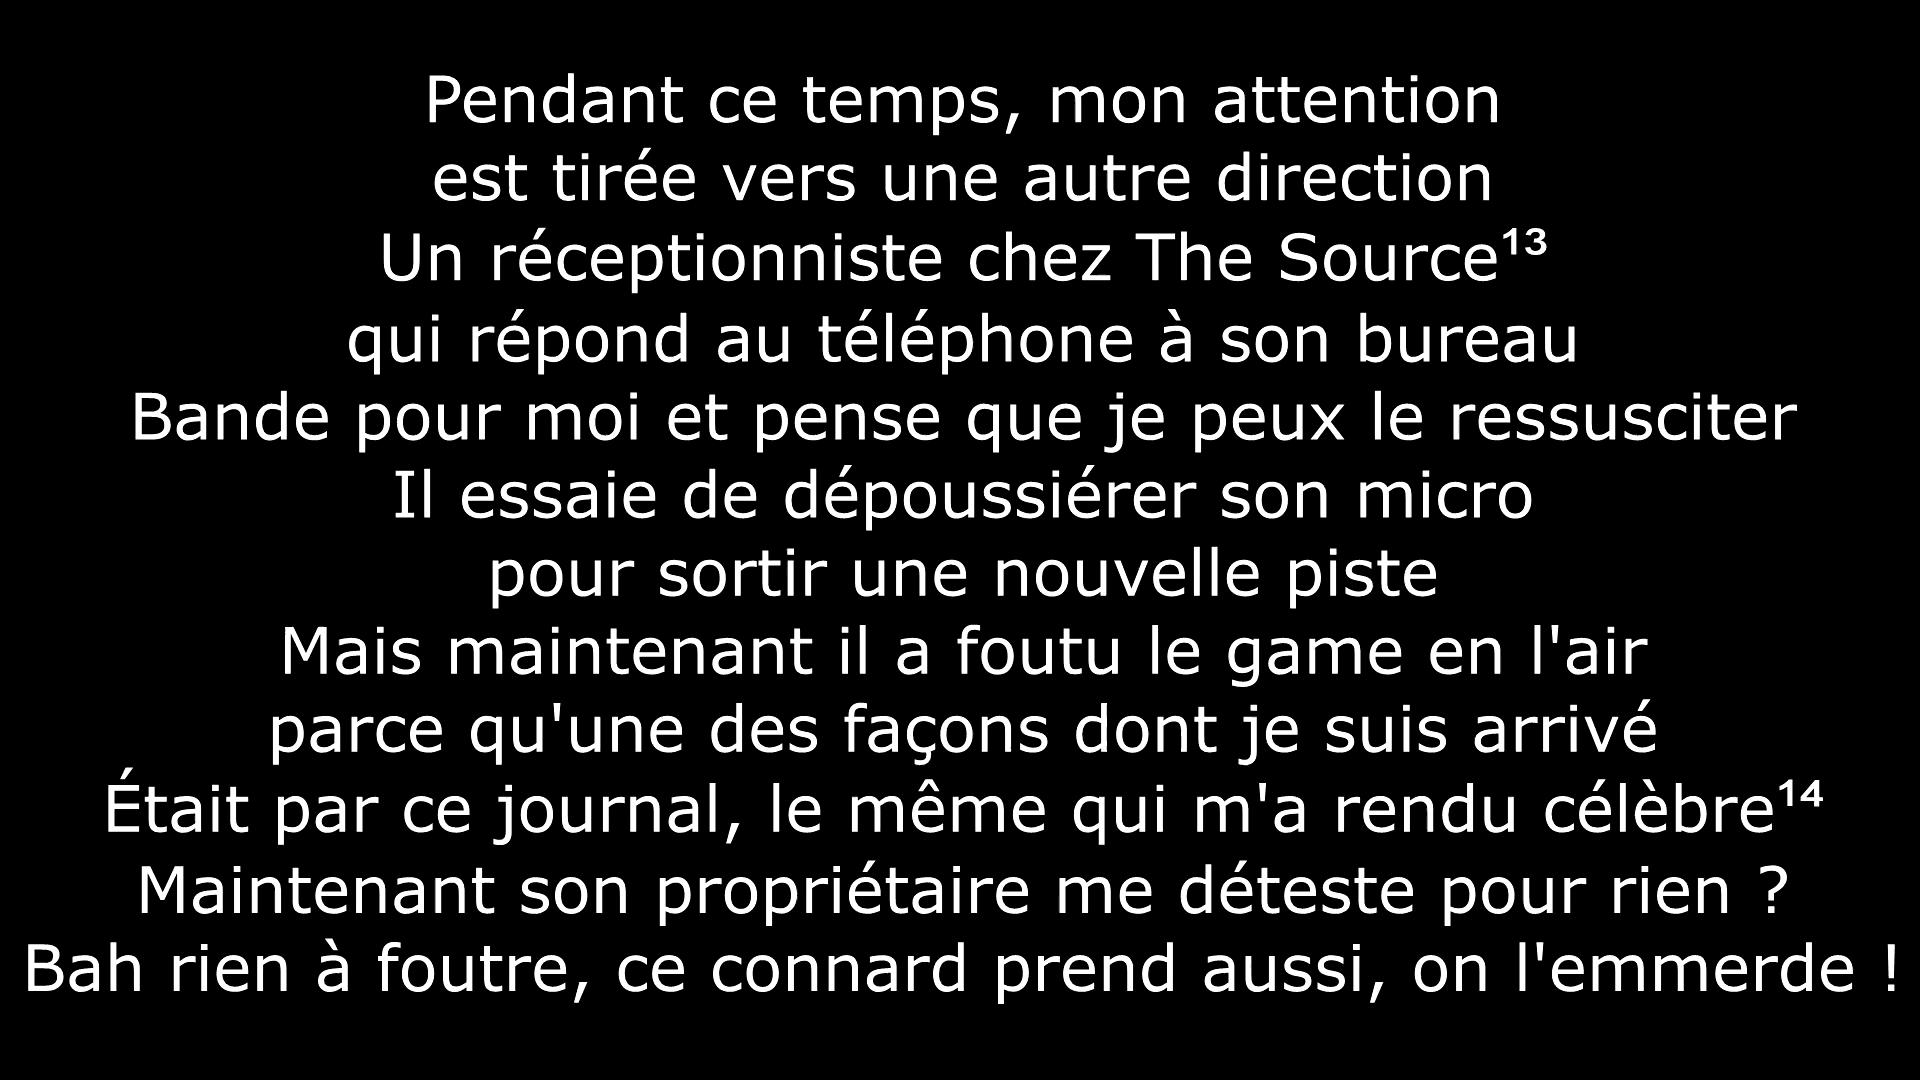 Pendant ce temps, mon attention
est tirée vers une autre direction
Un réceptionniste chez The Source¹³
qui répond au téléphone à son bureau
Bande pour moi et pense que je peux le ressusciter
Il essaie de dépoussiérer son micro
pour sortir une nouvelle piste
Mais maintenant il a foutu le game en l'air
parce qu'une des façons dont je suis arrivé
Était par ce journal, le même qui m'a rendu célèbre¹⁴
Maintenant son propriétaire me déteste pour rien ?
Bah rien à foutre, ce connard prend aussi, on l'emmerde !